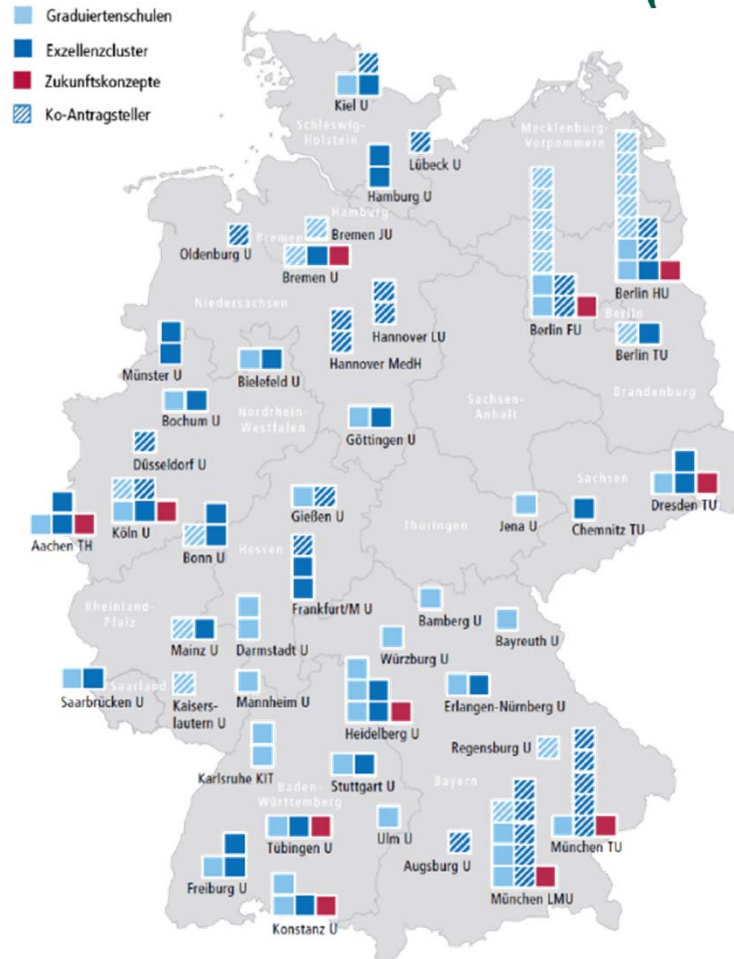 Graduiertenschulen
Exzellenzcluster
Zukunftskonzepte
Ko-Antragsteller
Kiel U
Schleswig-
Holstein
Mecklenburg-
Vorpommern
Lübeck U
Hamburg U
Hamburg
Bremen JU
Oldenburg U
Bremen
Bremen U
Berlin HU
Niedersachsen
Hannover LU
Berlin FU
Berlin
Hannover MedH
Berlin TU
Münster U
Bielefeld U
Brandenburg
Bochum U
Nordrhein-
Westfalen
Sachsen-
Anhalt
Göttingen U
Düsseldorf U
Sachsen
Dresden TU
Gießen U
Jena U
Chemnitz TU
Thüringen
Köln U
Aachen TH
Bonn U
Hessen
Frankfurt/M U
Rheinland-
Pfalz
Bamberg U
Bayreuth U
Mainz U
Darmstadt U
Würzburg U
Saarland
Saarbrücken U
Kaisers-
lautern U
Mannheim U
Erlangen-Nürnberg U
Heidelberg U
Regensburg U
Karlsruhe KIT
Stuttgart U
Bayern
Baden-
Württemberg
Tübingen U
Ulm U
München TU
Augsburg U
Freiburg U
München LMU
Konstanz U